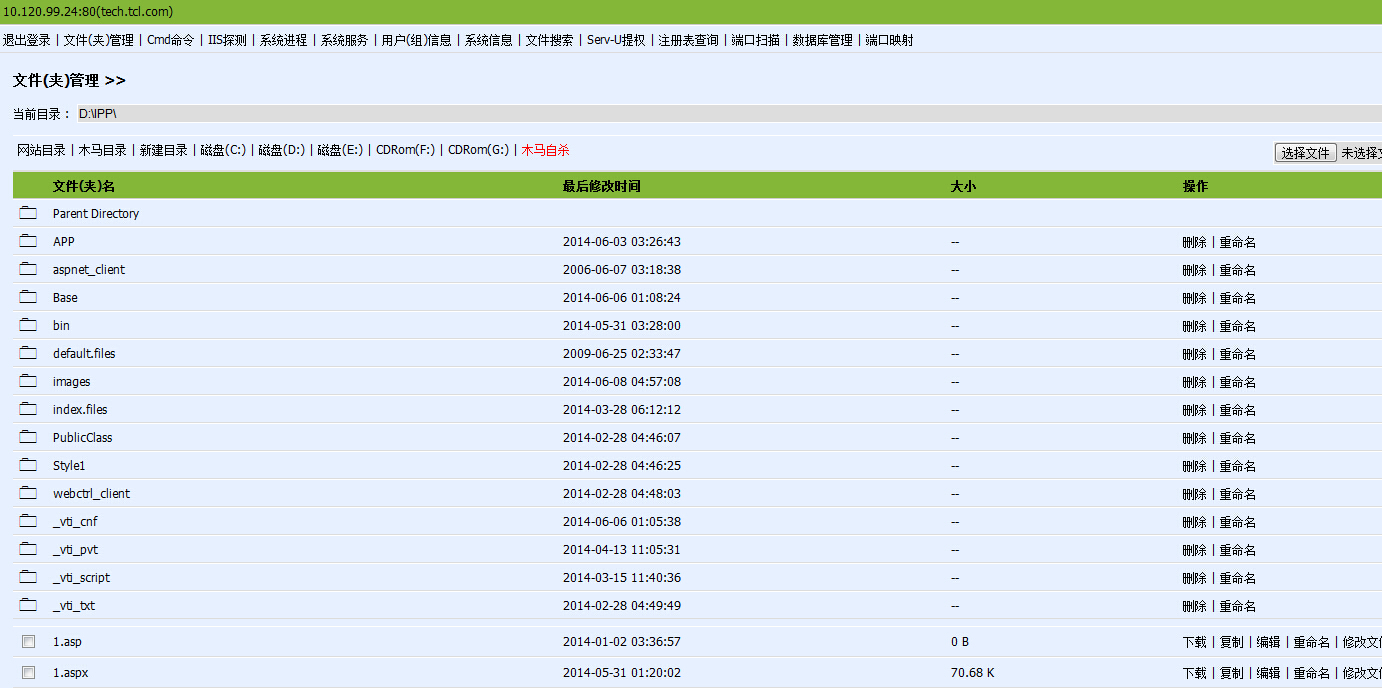 10.120.99.24:80(tech.tcl.com)
退出登录 | 文件(夹)管理 | Cmd命令 | IIS探测 | 系统进程 | 系统服务 | 用户(组)信息 | 系统信息 | 文件搜索 | Serv-U提权 | 注册表查询 | 端口扫描 | 数据库管理 | 端口映射
文件(夹)管理 >>
当前目录： D:\IPP\
网站目录 | 木马目录 | 新建目录 | 磁盘(C:) | 磁盘(D:) | 磁盘(E:) | CDRom(F:) | CDRom(G:) | 木马自杀 选择文件 未选择文
文件(夹)名 最后修改时间 大小 操作
Parent Directory
APP 2014-06-03 03:26:43 -- 删除 | 重命名
aspnet_client 2006-06-07 03:18:38 -- 删除 | 重命名
Base 2014-06-06 01:08:24 -- 删除 | 重命名
bin 2014-05-31 03:28:00 -- 删除 | 重命名
default.files 2009-06-25 02:33:47 -- 删除 | 重命名
images 2014-06-08 04:57:08 -- 删除 | 重命名
index.files 2014-03-28 06:12:12 -- 删除 | 重命名
PublicClass 2014-02-28 04:46:07 -- 删除 | 重命名
Style1 2014-02-28 04:46:25 -- 删除 | 重命名
webctrl_client 2014-02-28 04:48:03 -- 删除 | 重命名
_vti_cnf 2014-06-06 01:05:38 -- 删除 | 重命名
_vti_pvt 2014-04-13 11:05:31 -- 删除 | 重命名
_vti_script 2014-03-15 11:40:36 -- 删除 | 重命名
_vti_txt 2014-02-28 04:49:49 -- 删除 | 重命名
1.asp 2014-01-02 03:36:57 0 B 下载 | 复制 | 编辑 | 重命名 | 修改文
1.aspx 2014-05-31 01:20:02 70.68 K 下载 | 复制 | 编辑 | 重命名 | 修改文